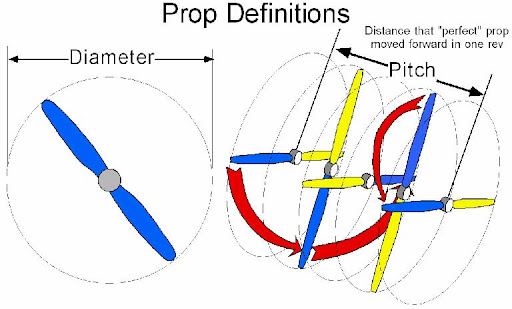 Prop Definitions
Diameter
Distance that "perfect" prop
moved forward in one rev
Pitch